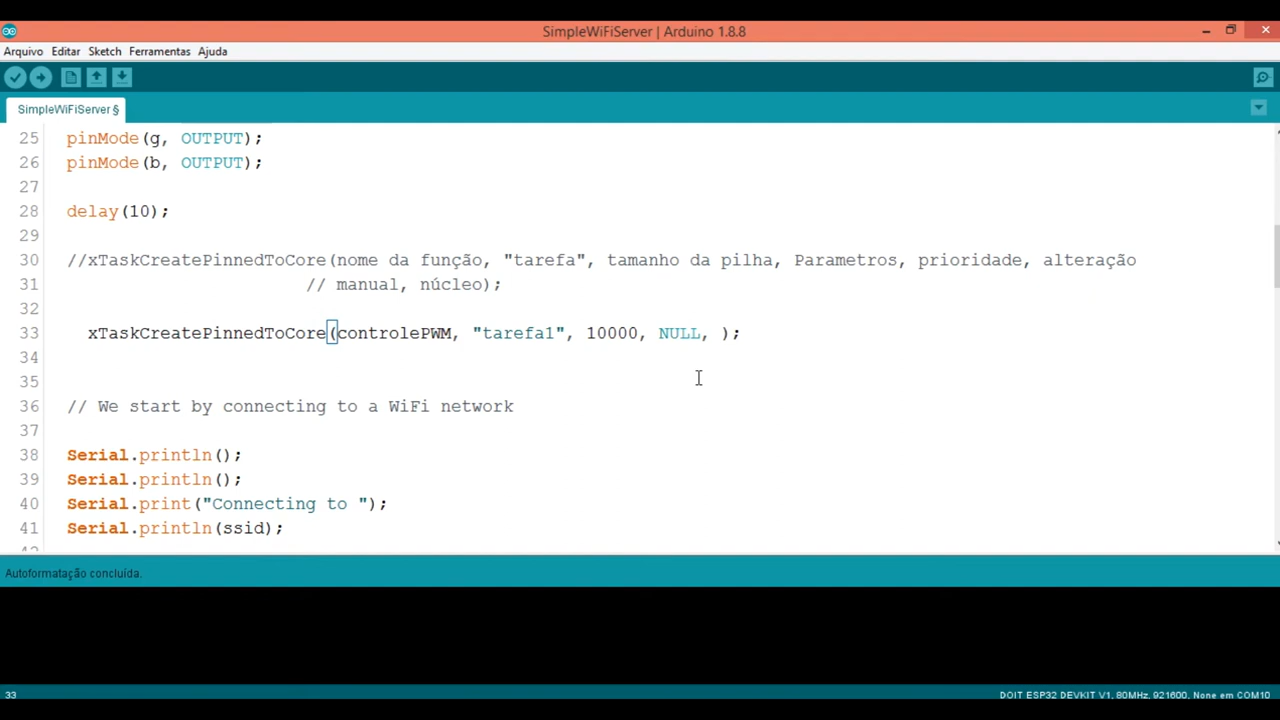 SimpleWiFiServer | Arduino 1.8.8
Arquivo Editar Sketch Ferramentas Ajuda
SimpleWiFiServer §
25 pinMode(g, OUTPUT);
26 pinMode(b, OUTPUT);
27
28 delay(10);
29
30 //xTaskCreatePinnedToCore(nome da função, "tarefa", tamanho da pilha, Parametros, prioridade, alteração
31 // manual, núcleo);
32
33 xTaskCreatePinnedToCore(controlePWM, "tarefa1", 10000, NULL, );
34
35
36 // We start by connecting to a WiFi network
37
38 Serial.println();
39 Serial.println();
40 Serial.print("Connecting to ");
41 Serial.println(ssid);
42
Autoformatação concluída.
33 DOIT ESP32 DEVKIT V1, 80MHz, 921600, None em COM10